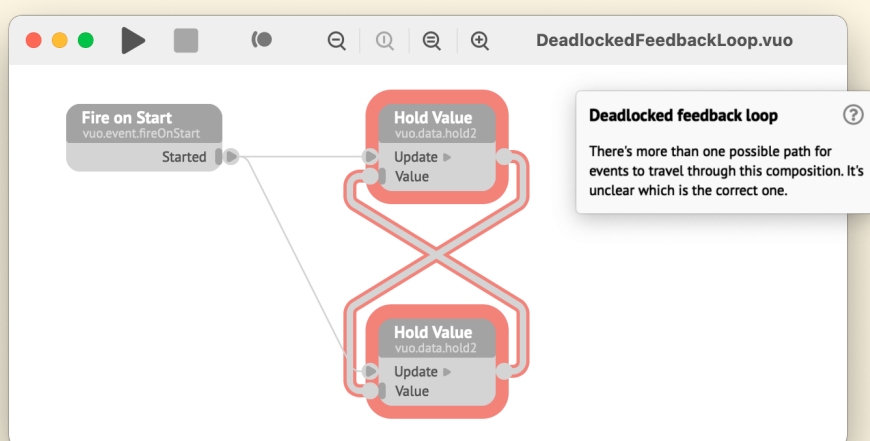 DeadlockedFeedbackLoop.vuo
Fire on Start
vuo.event.fireOnStart
Started
Hold Value
vuo.data.hold2
Update
Value
Deadlocked feedback loop
?
There's more than one possible path for
events to travel through this composition. It's
unclear which is the correct one.
Hold Value
vuo.data.hold2
Update
Value